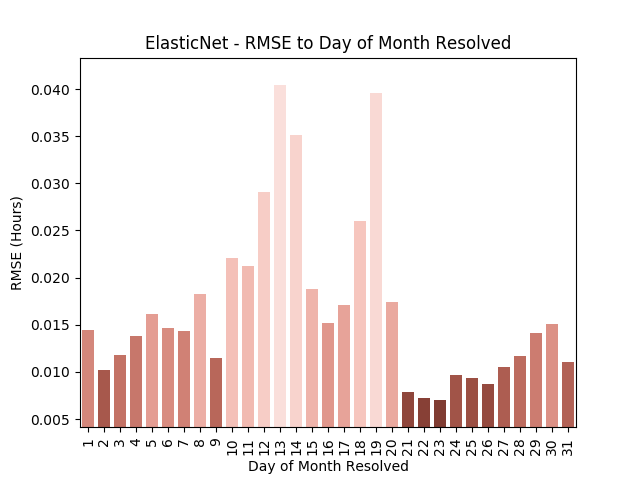 ElasticNet - RMSE to Day of Month Resolved
0.040
0.035
0.030
0.025
0.020
0.015
0.010
0.005
RMSE (Hours)
1 2 3 4 5 6 7 8 9 10 11 12 13 14 15 16 17 18 19 20 21 22 23 24 25 26 27 28 29 30 31
Day of Month Resolved